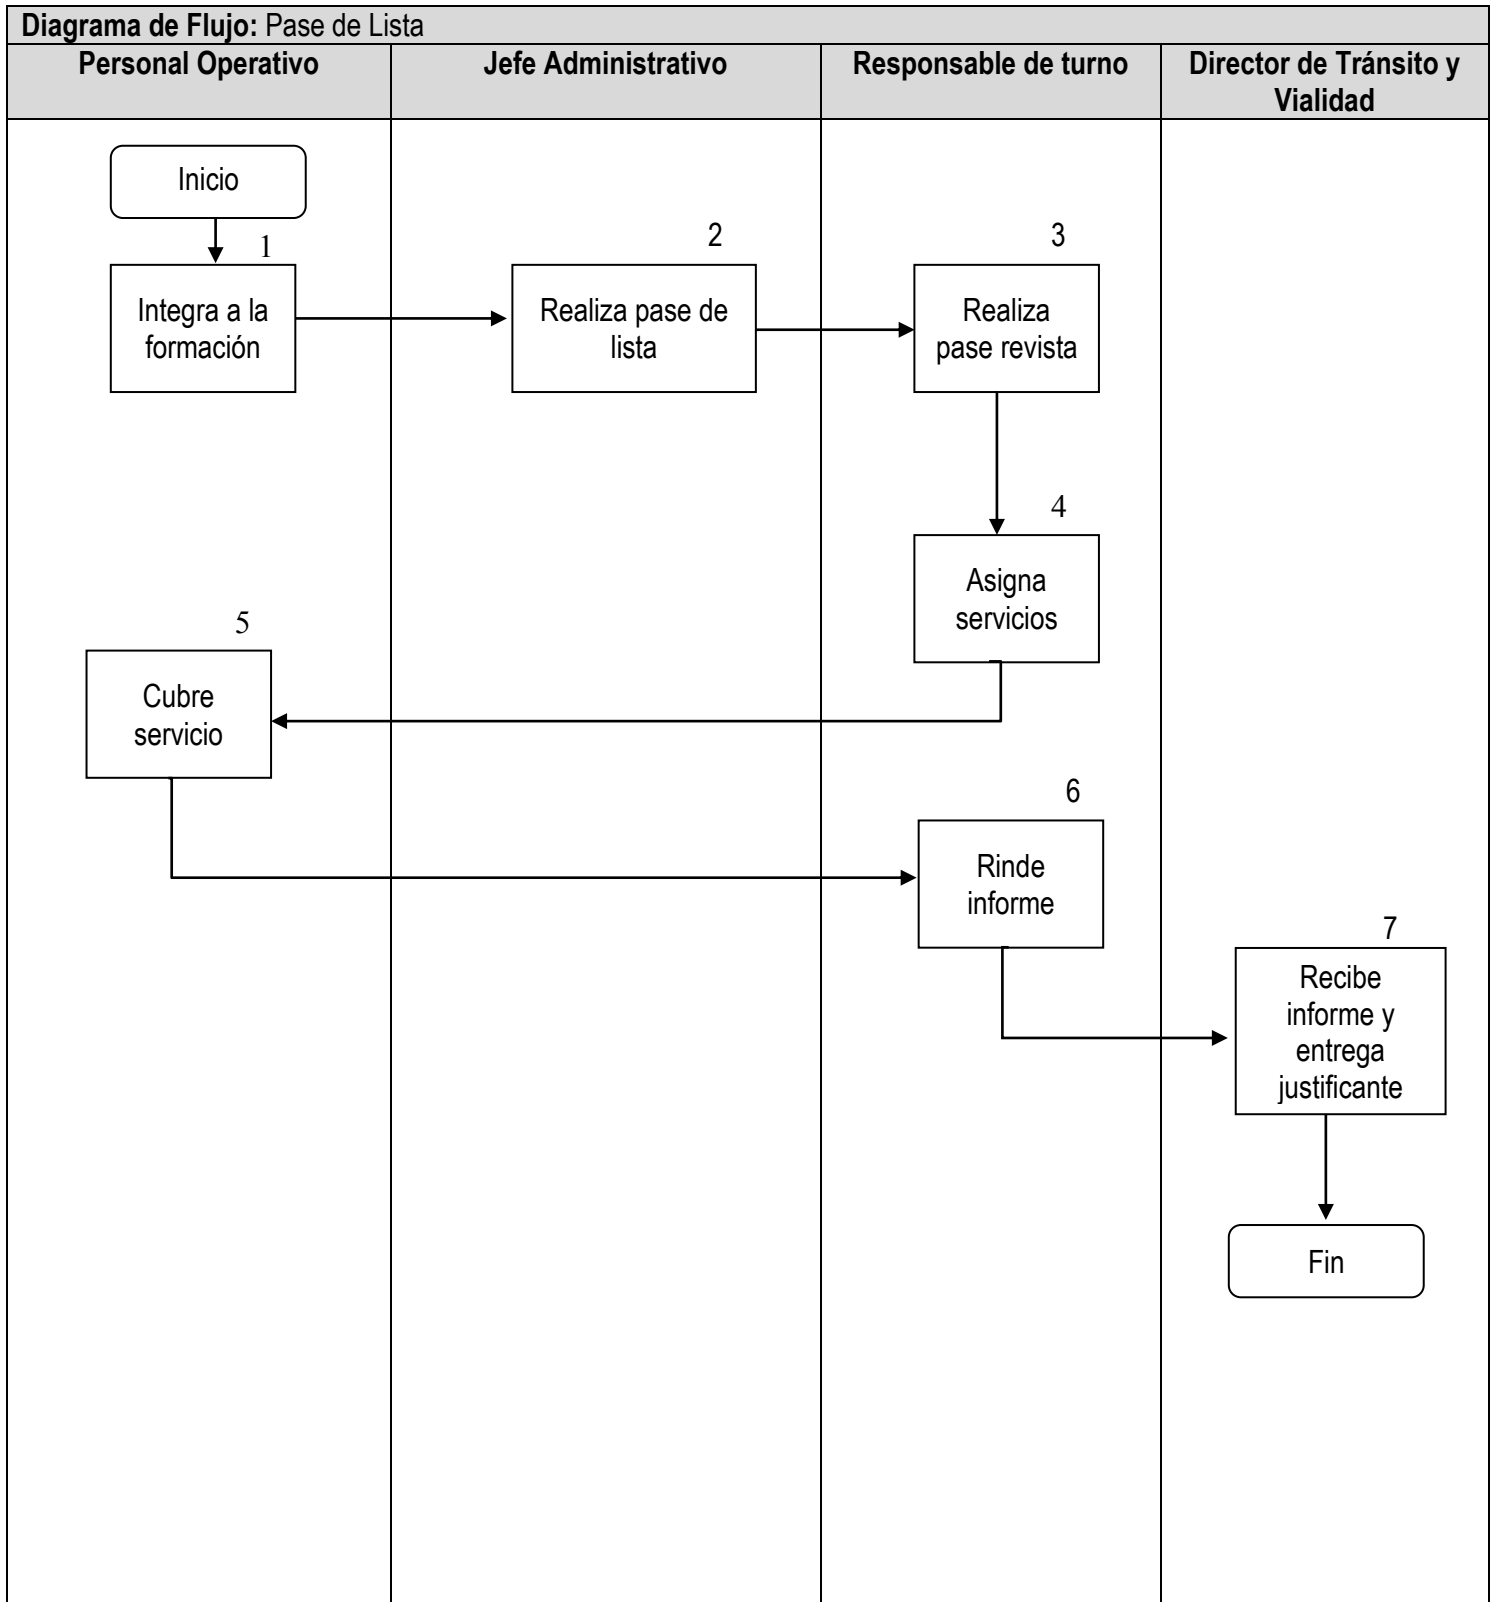 Diagrama de Flujo: Pase de Lista
Personal Operativo
Jefe Administrativo
Responsable de turno
Director de Tránsito y
Vialidad
Inicio
1
Integra a la
formación
2
Realiza pase de
lista
3
Realiza
pase revista
4
Asigna
servicios
5
Cubre
servicio
6
Rinde
informe
7
Recibe
informe y
entrega
justificante
Fin